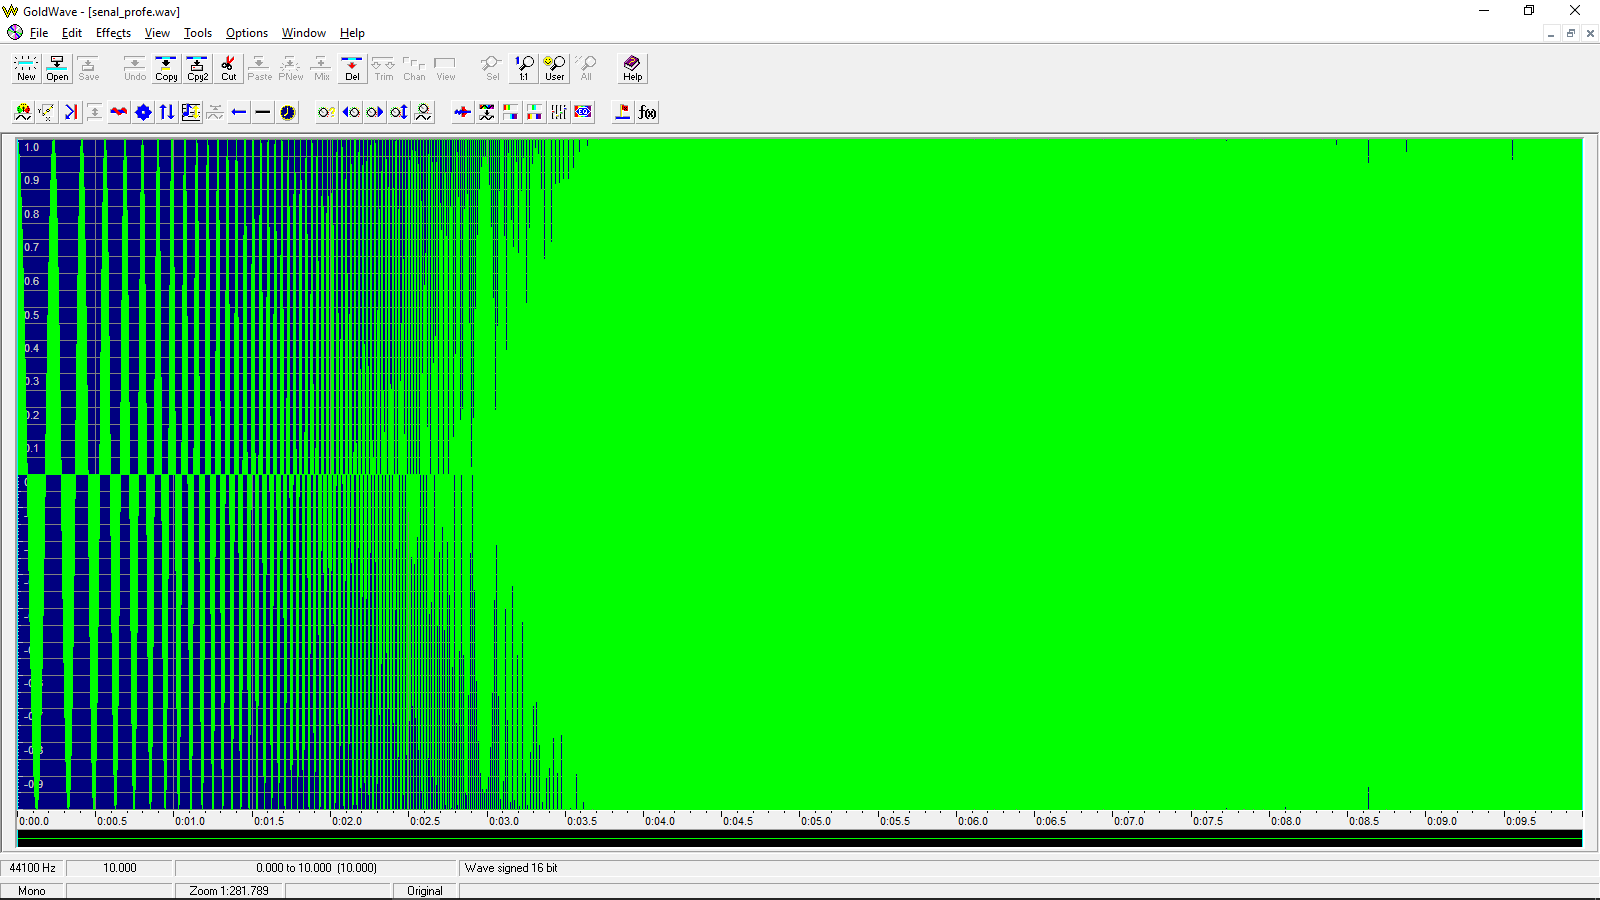 GoldWave - [senal_profe.wav]
File Edit Effects View Tools Options Window Help
New Open Save Undo Copy Cpy2 Cut Paste PNew Mix Del Trim Chan View Sel 1:1 User All Help
f(x)
1.0
0.9
0.8
0.7
0.6
0.5
0.4
0.3
0.2
0.1
0:00.0 0:00.5 0:01.0 0:01.5 0:02.0 0:02.5 0:03.0 0:03.5 0:04.0 0:04.5 0:05.0 0:05.5 0:06.0 0:06.5 0:07.0 0:07.5 0:08.0 0:08.5 0:09.0 0:09.5
44100 Hz 10.000 0.000 to 10.000 (10.000) Wave signed 16 bit
Mono Zoom 1:281.789 Original